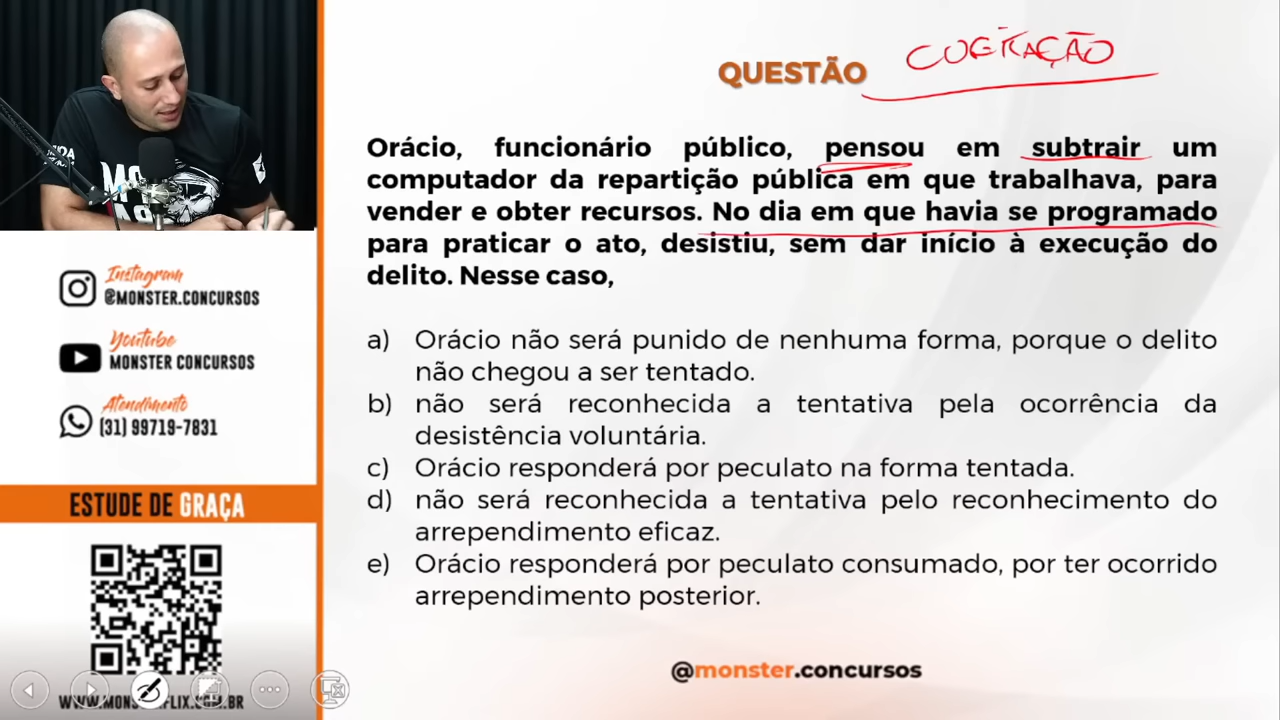 COGITAÇÃO
QUESTÃO
Orácio, funcionário público, pensou em subtrair um
computador da repartição pública em que trabalhava, para
vender e obter recursos. No dia em que havia se programado
para praticar o ato, desistiu, sem dar início à execução do
delito. Nesse caso,
a) Orácio não será punido de nenhuma forma, porque o delito
não chegou a ser tentado.
b) não será reconhecida a tentativa pela ocorrência da
desistência voluntária.
c) Orácio responderá por peculato na forma tentada.
d) não será reconhecida a tentativa pelo reconhecimento do
arrependimento eficaz.
e) Orácio responderá por peculato consumado, por ter ocorrido
arrependimento posterior.
@monster.concursos
Instagram
@MONSTER.CONCURSOS
Youtube
MONSTER CONCURSOS
Atendimento
(31) 99719-7831
ESTUDE DE GRAÇA